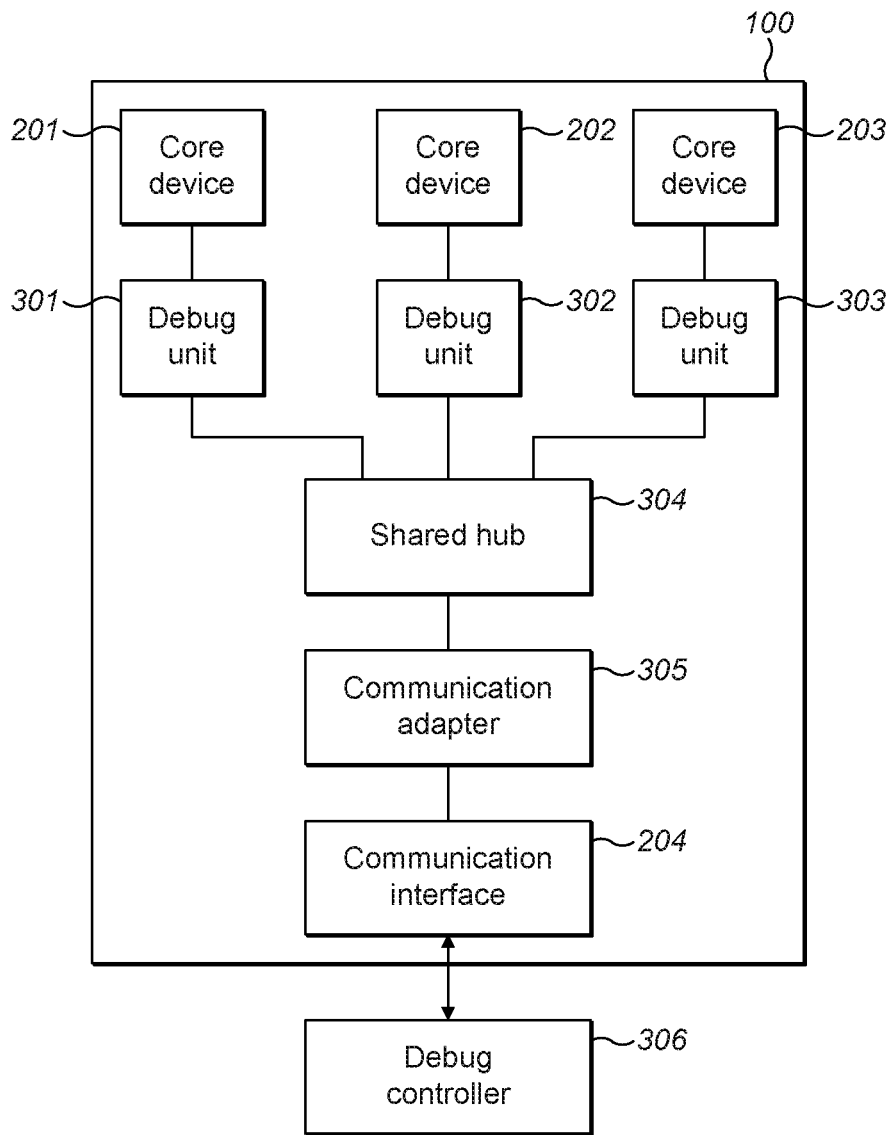 100
201
Core
device
Core
device
202
Core
device
203
301
Debug
unit
Debug
unit
302
Debug
unit
303
Shared hub
304
Communication
adapter
305
Communication
interface
204
Debug
controller
306